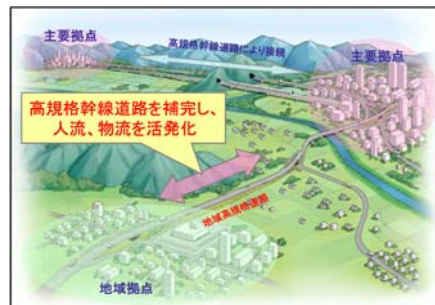 主要拠点
高規格幹線道路により接続
主要拠点
高規格幹線道路を補完し、
人流、物流を活発化
地域高規格道路
地域拠点